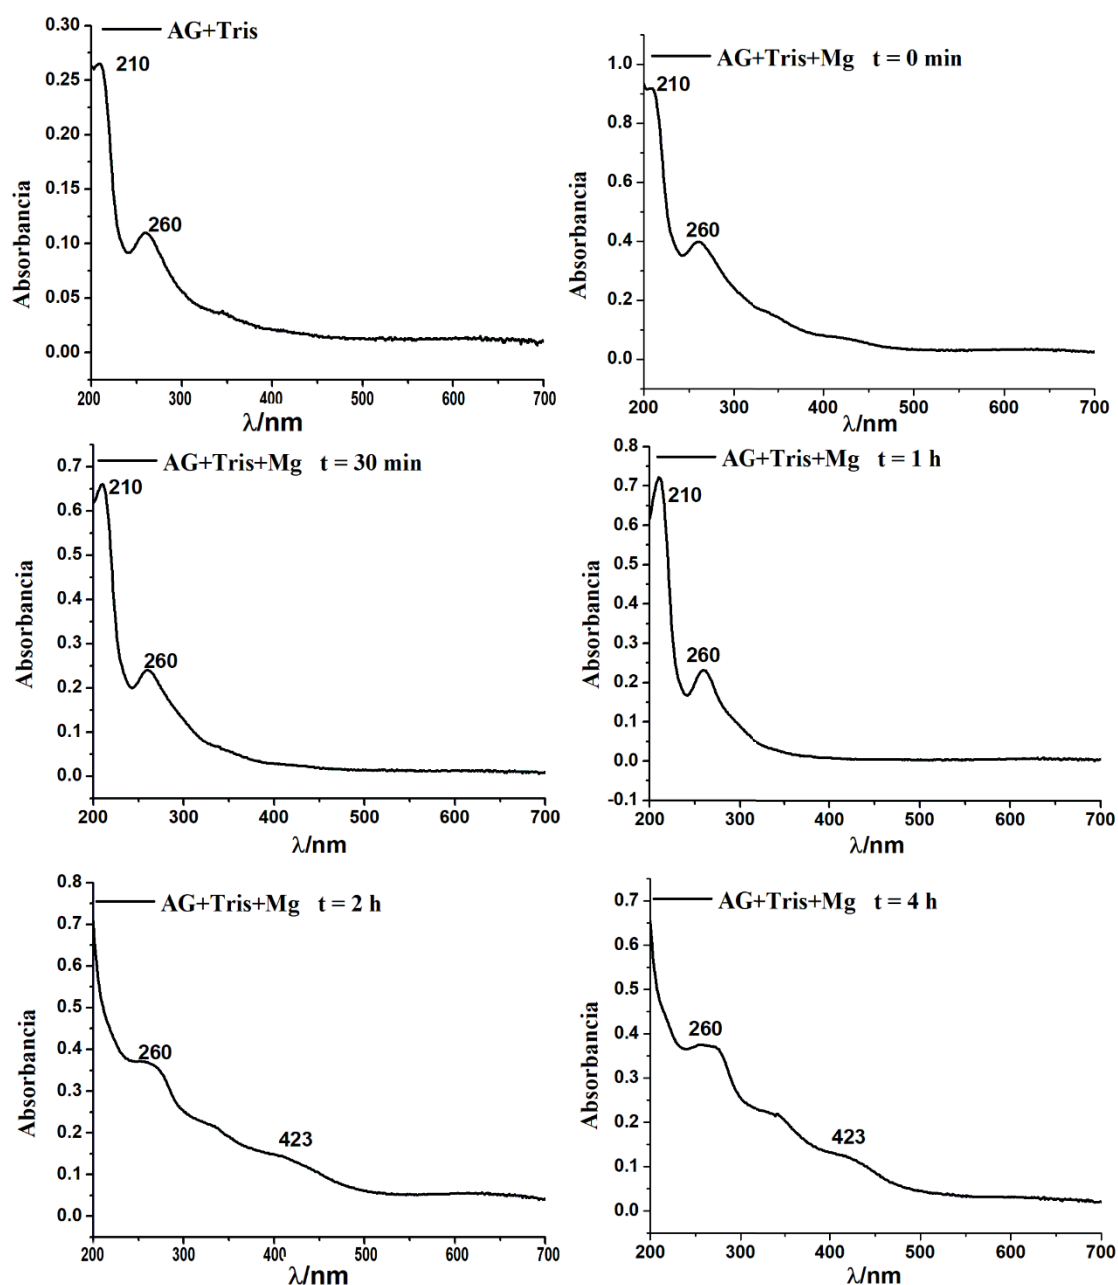 AG+Tris
0.30
0.25
0.20
0.15
0.10
0.05
0.00
210
260
Absorbancia
200 300 400 500 600 700
λ/nm
AG+Tris+Mg t = 0 min
1.0
0.8
0.6
0.4
0.2
0.0
210
260
Absorbancia
200 300 400 500 600 700
λ/nm
AG+Tris+Mg t = 30 min
0.7
0.6
0.5
0.4
0.3
0.2
0.1
0.0
210
260
Absorbancia
200 300 400 500 600 700
λ/nm
AG+Tris+Mg t = 1 h
0.8
0.7
0.6
0.5
0.4
0.3
0.2
0.1
0.0
-0.1
210
260
Absorbancia
200 300 400 500 600 700
λ/nm
AG+Tris+Mg t = 2 h
0.8
0.7
0.6
0.5
0.4
0.3
0.2
0.1
0.0
260
423
Absorbancia
200 300 400 500 600 700
λ/nm
AG+Tris+Mg t = 4 h
0.7
0.6
0.5
0.4
0.3
0.2
0.1
0.0
260
423
Absorbancia
200 300 400 500 600 700
λ/nm